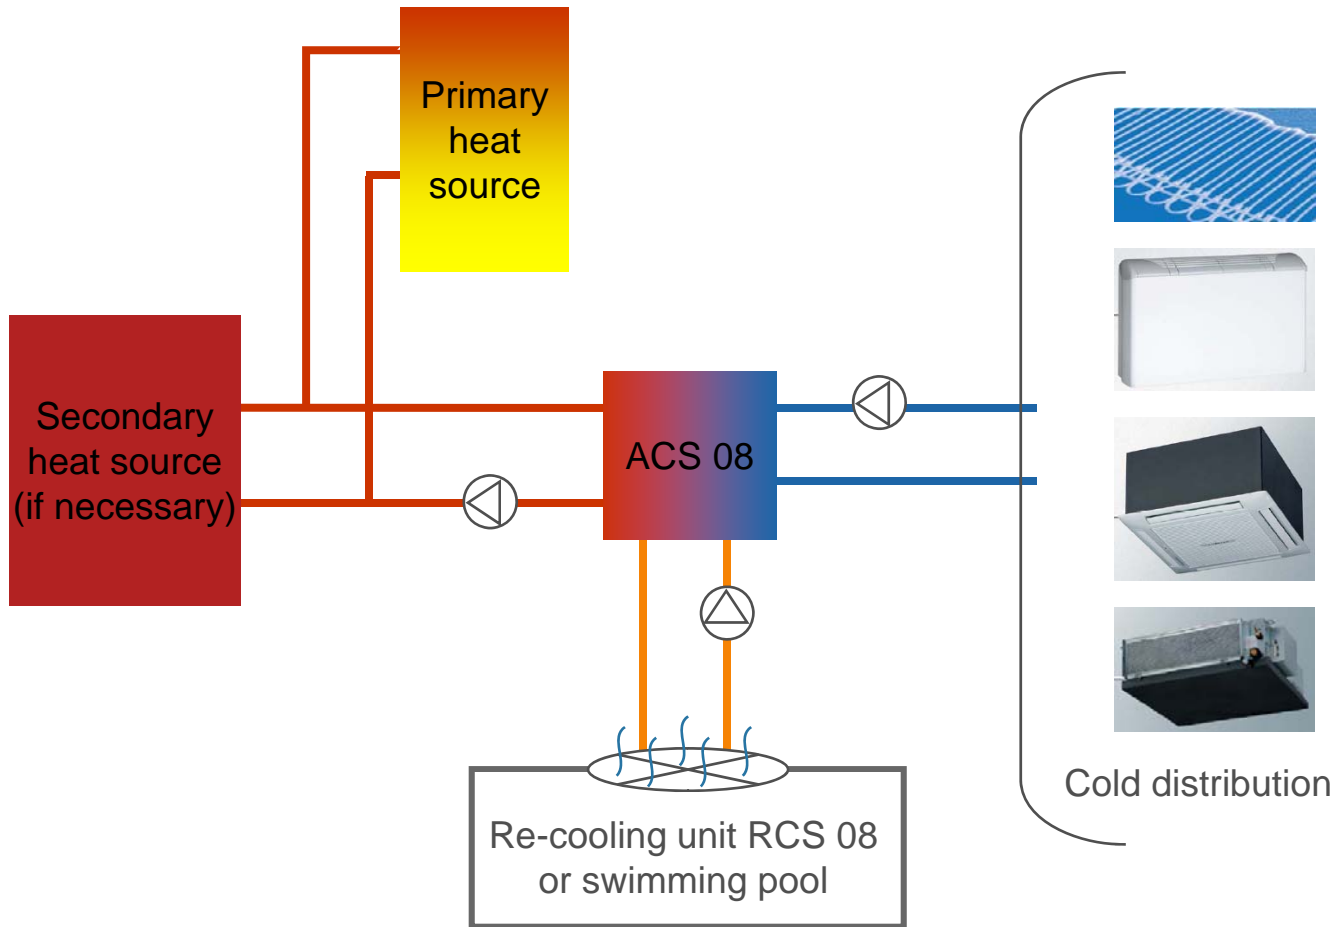 Primary
heat
source
Secondary
heat source
(if necessary)
ACS 08
Cold distribution
Re-cooling unit RCS 08
or swimming pool